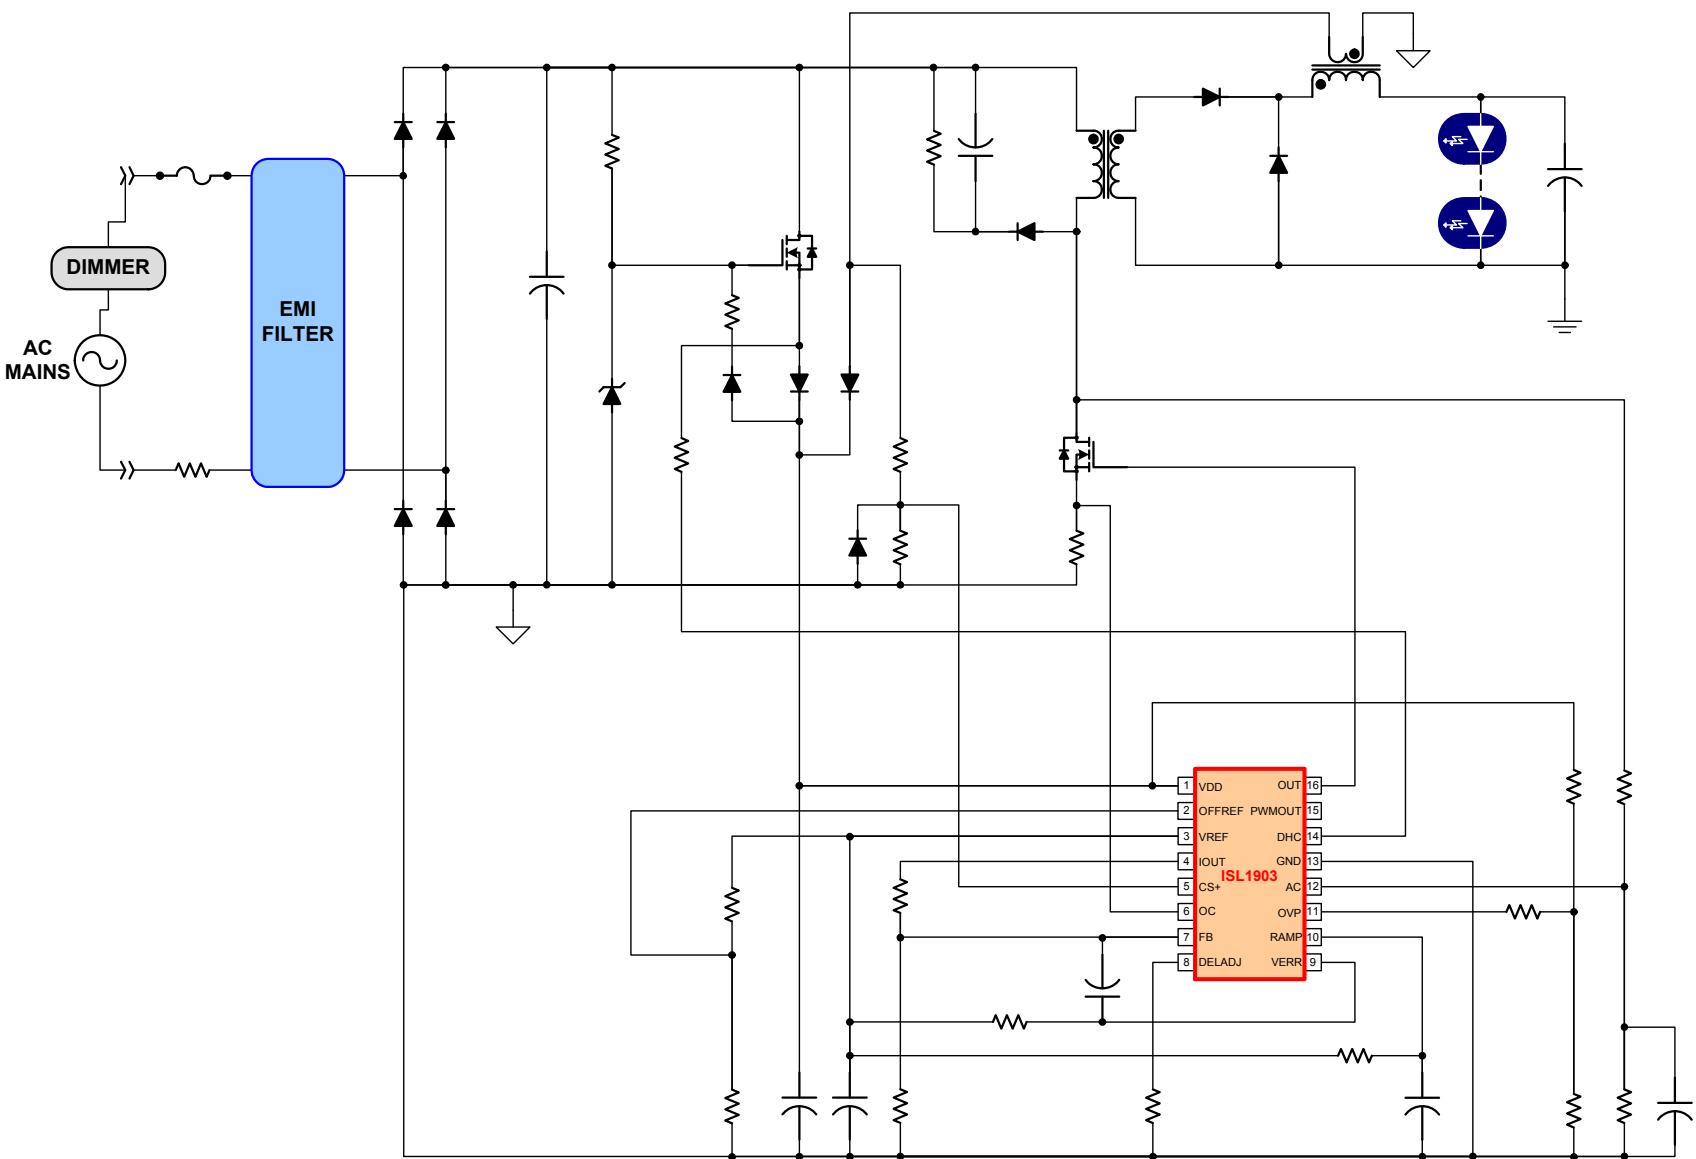 DIMMER
AC
MAINS
EMI
FILTER
1 VDD
2 OFFREF
3 VREF
4 IOUT
5 CS+
6 OC
7 FB
8 DELADJ
ISL1903
OUT 16
PWMOUT 15
DHC 14
GND 13
AC 12
OVP 11
RAMP 10
VERR 9